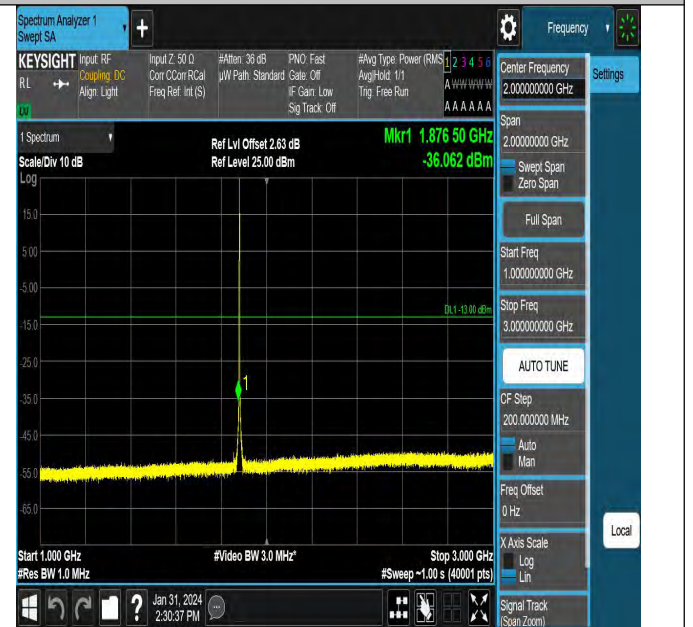 Spectrum Analyzer 1
Swept SA
Frequency
KEYSIGHT
RL
Input: RF
Coupling: DC
Align: Light
Input Z: 50 Ω
Corr CCorr RCal
Freq Ref: Int (S)
#Atten: 36 dB
µW Path: Standard
PNO: Fast
Gate: Off
IF Gain: Low
Sig Track: Off
#Avg Type: Power (RMS
Avg|Hold: 1/1
Trig: Free Run
1 2 3 4 5 6
A W W W W W
A A A A A A
1 Spectrum
Scale/Div 10 dB
Log
Ref Lvl Offset 2.63 dB
Ref Level 25.00 dBm
Mkr1 1.876 50 GHz
-36.062 dBm
15.0
5.00
-5.00
-15.0
-25.0
-35.0
-45.0
-55.0
-65.0
DL1 -13.00 dBm
1
Start 1.000 GHz
#Res BW 1.0 MHz
#Video BW 3.0 MHz*
Stop 3.000 GHz
#Sweep ~1.00 s (40001 pts)
Center Frequency
2.000000000 GHz
Settings
Span
2.00000000 GHz
Swept Span
Zero Span
Full Span
Start Freq
1.000000000 GHz
Stop Freq
3.000000000 GHz
AUTO TUNE
CF Step
200.000000 MHz
Auto
Man
Freq Offset
0 Hz
X Axis Scale
Log
Lin
Local
Signal Track
(Span Zoom)
?
Jan 31, 2024
2:30:37 PM